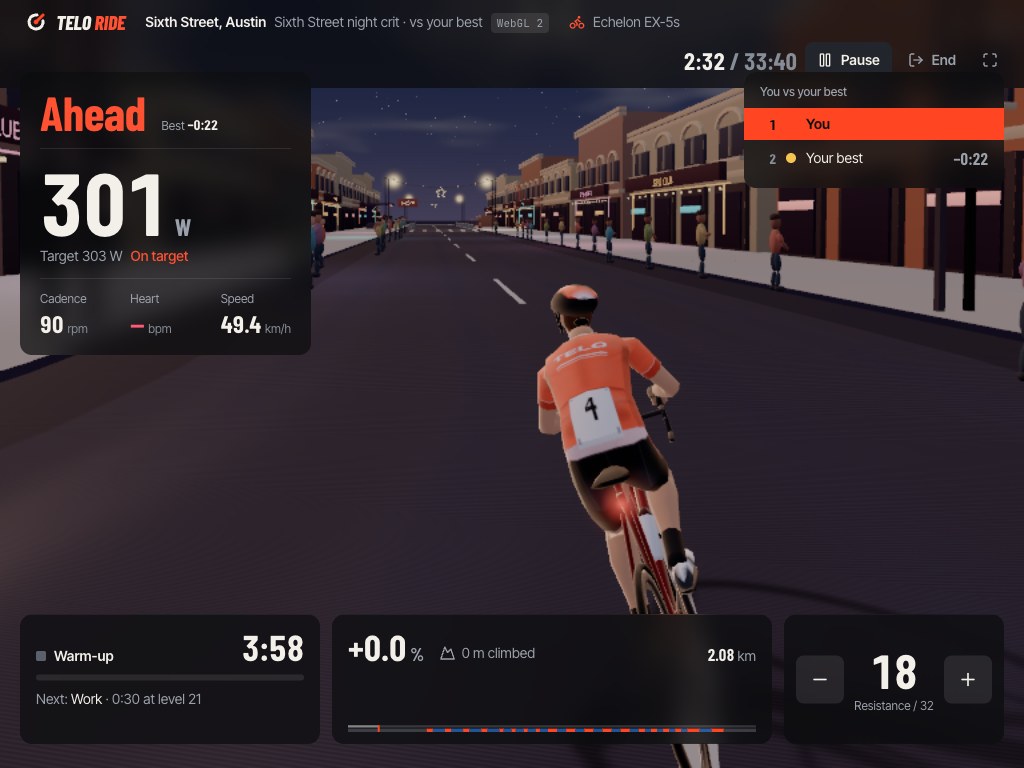 TELO RIDE Sixth Street, Austin Sixth Street night crit · vs your best WebGL 2 Echelon EX-5s
2:32 / 33:40 Pause End
Ahead Best −0:22
301 W
Target 303 W On target
Cadence Heart Speed
90 rpm – bpm 49.4 km/h
You vs your best
1 You
2 Your best −0:22
TELO
4
Warm-up 3:58
Next: Work · 0:30 at level 21
+0.0 % 0 m climbed 2.08 km
− 18 +
Resistance / 32